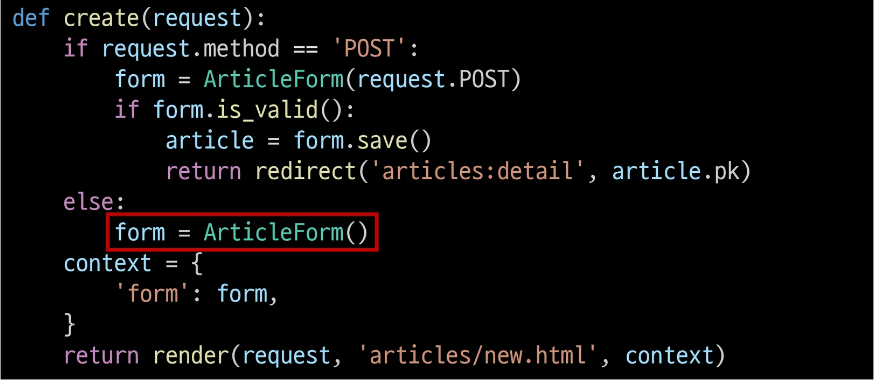 def create(request):
    if request.method == 'POST':
        form = ArticleForm(request.POST)
        if form.is_valid():
            article = form.save()
            return redirect('articles:detail', article.pk)
    else:
        form = ArticleForm()
    context = {
        'form': form,
    }
    return render(request, 'articles/new.html', context)